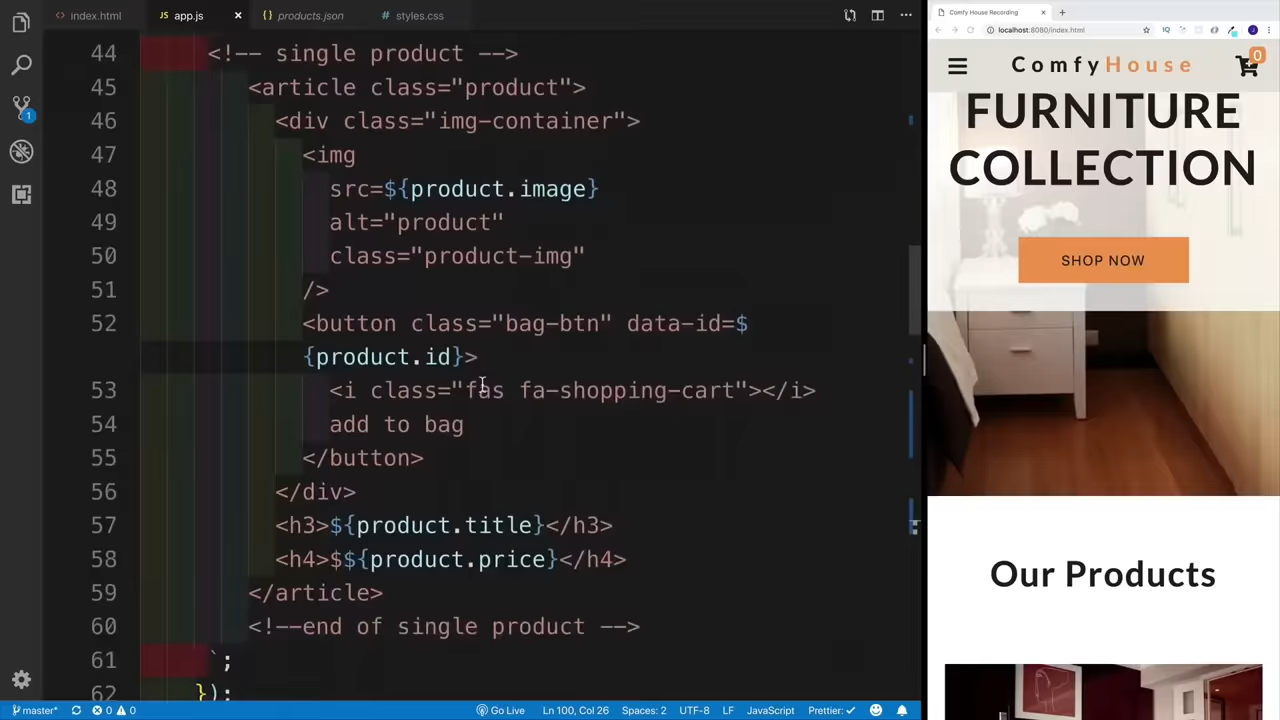 index.html
app.js
products.json
styles.css
44 <!-- single product -->
45 <article class="product">
46 <div class="img-container">
47 <img
48 src=${product.image}
49 alt="product"
50 class="product-img"
51 />
52 <button class="bag-btn" data-id=$
{product.id}>
53 <i class="fas fa-shopping-cart"></i>
54 add to bag
55 </button>
56 </div>
57 <h3>${product.title}</h3>
58 <h4>$${product.price}</h4>
59 </article>
60 <!--end of single product -->
61 `;
62 });
1
master*
0 0
Go Live
Ln 100, Col 26
Spaces: 2
UTF-8
LF
JavaScript
Prettier:
Comfy House Recording
localhost:8080/index.html
IQ
J
ComfyHouse
0
FURNITURE
COLLECTION
SHOP NOW
Our Products